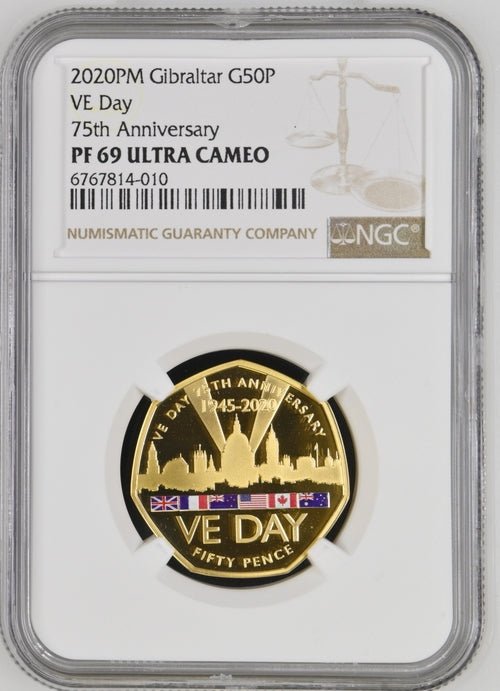 2020PM Gibraltar G50P
VE Day
75th Anniversary
PF 69 ULTRA CAMEO
6767814-010
NUMISMATIC GUARANTY COMPANY
NGC®
VE DAY 75TH ANNIVERSARY
1945-2020
VE DAY
FIFTY PENCE